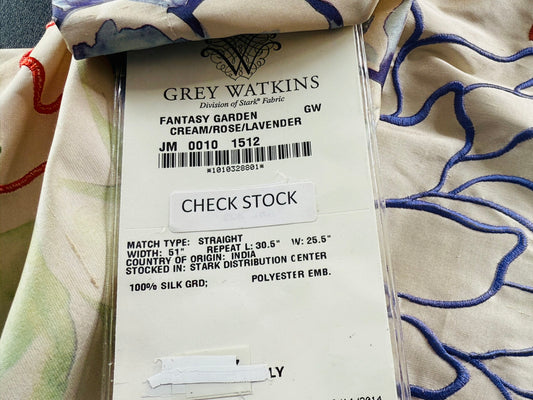 GREY WATKINS
Division of Stark® Fabric
FANTASY GARDEN GW
CREAM/ROSE/LAVENDER
JM 0010 1512
*1010328801*
CHECK STOCK
MATCH TYPE: STRAIGHT
WIDTH: 51" REPEAT L: 30.5" W: 25.5"
COUNTRY OF ORIGIN: INDIA
STOCKED IN: STARK DISTRIBUTION CENTER
100% SILK GRD; POLYESTER EMB.